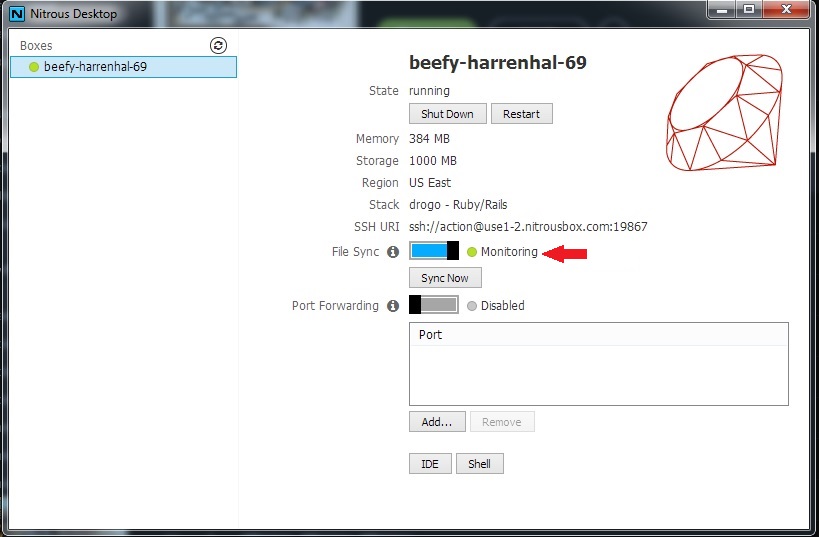 Nitrous Desktop
Boxes
beefy-harrenhal-69
beefy-harrenhal-69
State running
Shut Down Restart
Memory 384 MB
Storage 1000 MB
Region US East
Stack drogo - Ruby/Rails
SSH URI ssh://action@use1-2.nitrousbox.com:19867
File Sync Monitoring
Sync Now
Port Forwarding Disabled
Port
Add... Remove
IDE Shell